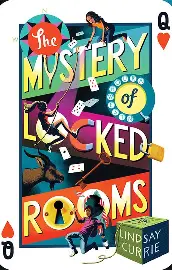 Q
The
MYSTERY
of
LOCKED
ROOMS
LINDSAY
CURRIE
Q